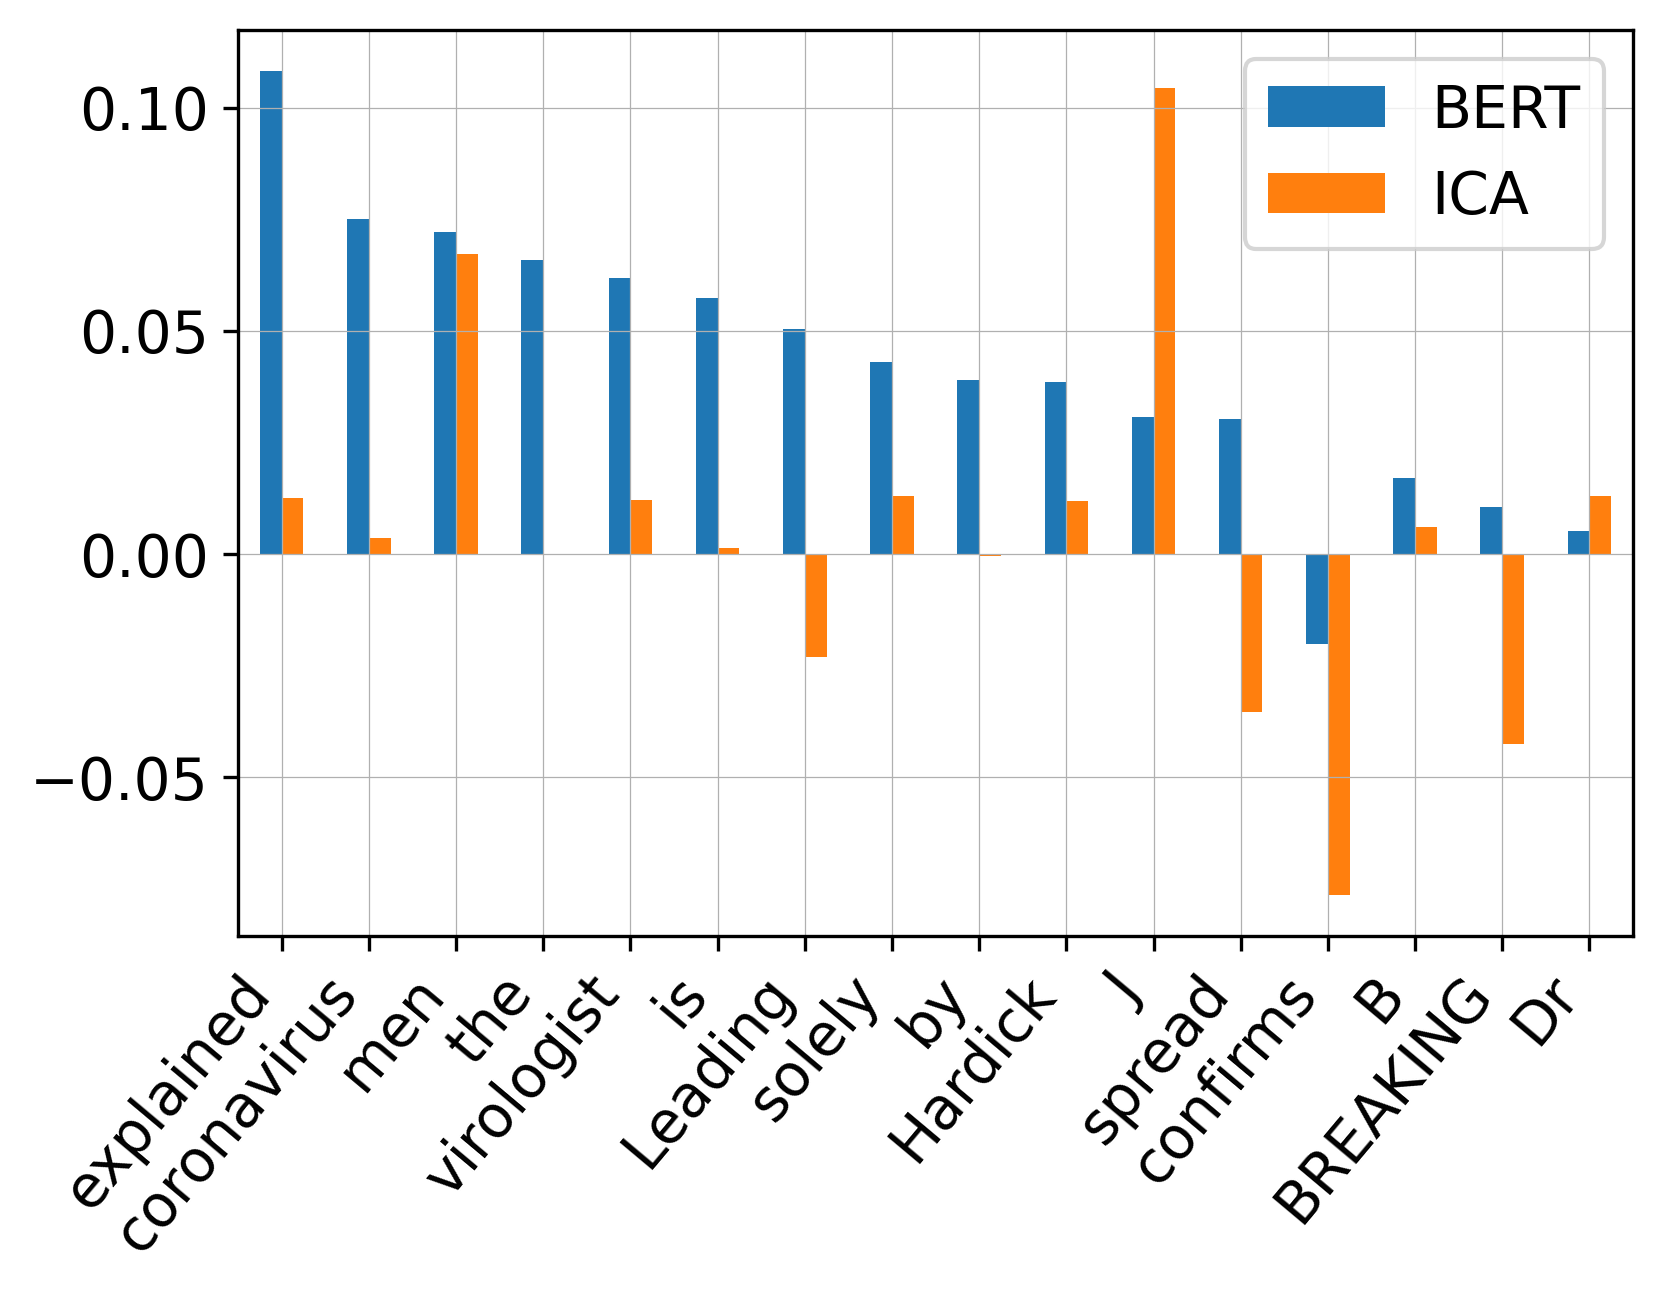 0.10
0.05
0.00
−0.05
BERT
ICA
explained
coronavirus
men
the
virologist
is
Leading
solely
by
Hardick
J
spread
confirms
B
BREAKING
Dr